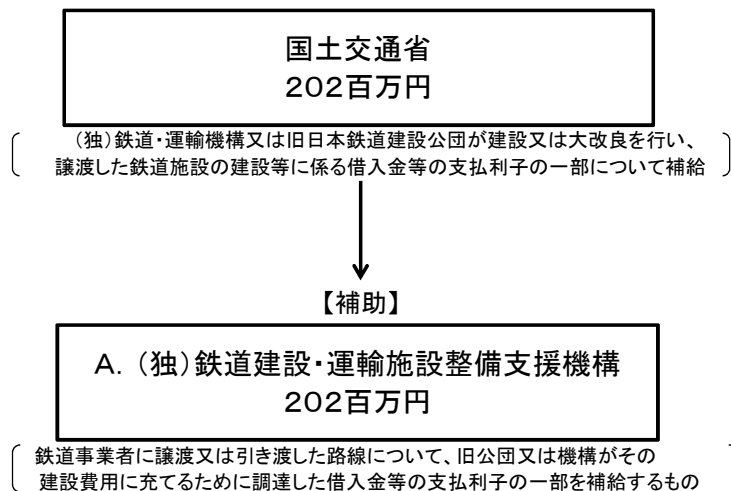 国土交通省
202百万円
(独)鉄道・運輸機構又は旧日本鉄道建設公団が建設又は大改良を行い、
譲渡した鉄道施設の建設等に係る借入金等の支払利子の一部について補給
【補助】
A.(独)鉄道建設・運輸施設整備支援機構
202百万円
鉄道事業者に譲渡又は引き渡した路線について、旧公団又は機構がその
建設費用に充てるために調達した借入金等の支払利子の一部を補給するもの